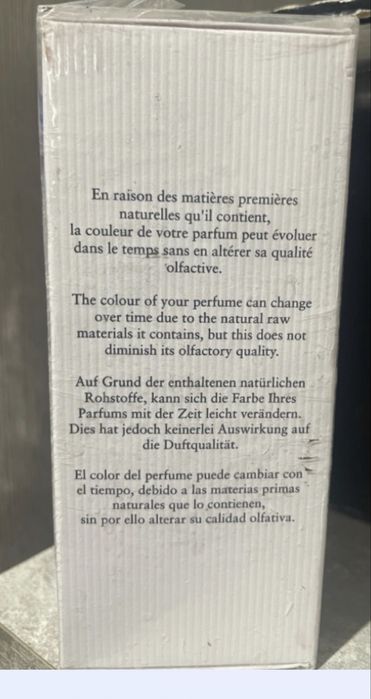 En raison des matières premières
naturelles qu'il contient,
la couleur de votre parfum peut évoluer
dans le temps sans en altérer sa qualité
olfactive.
The colour of your perfume can change
over time due to the natural raw
materials it contains, but this does not
diminish its olfactory quality.
Auf Grund der enthaltenen natürlichen
Rohstoffe, kann sich die Farbe Ihres
Parfums mit der Zeit leicht verändern.
Dies hat jedoch keinerlei Auswirkung auf
die Duftqualität.
El color del perfume puede cambiar con
el tiempo, debido a las materias primas
naturales que lo contienen,
sin por ello alterar su calidad olfativa.